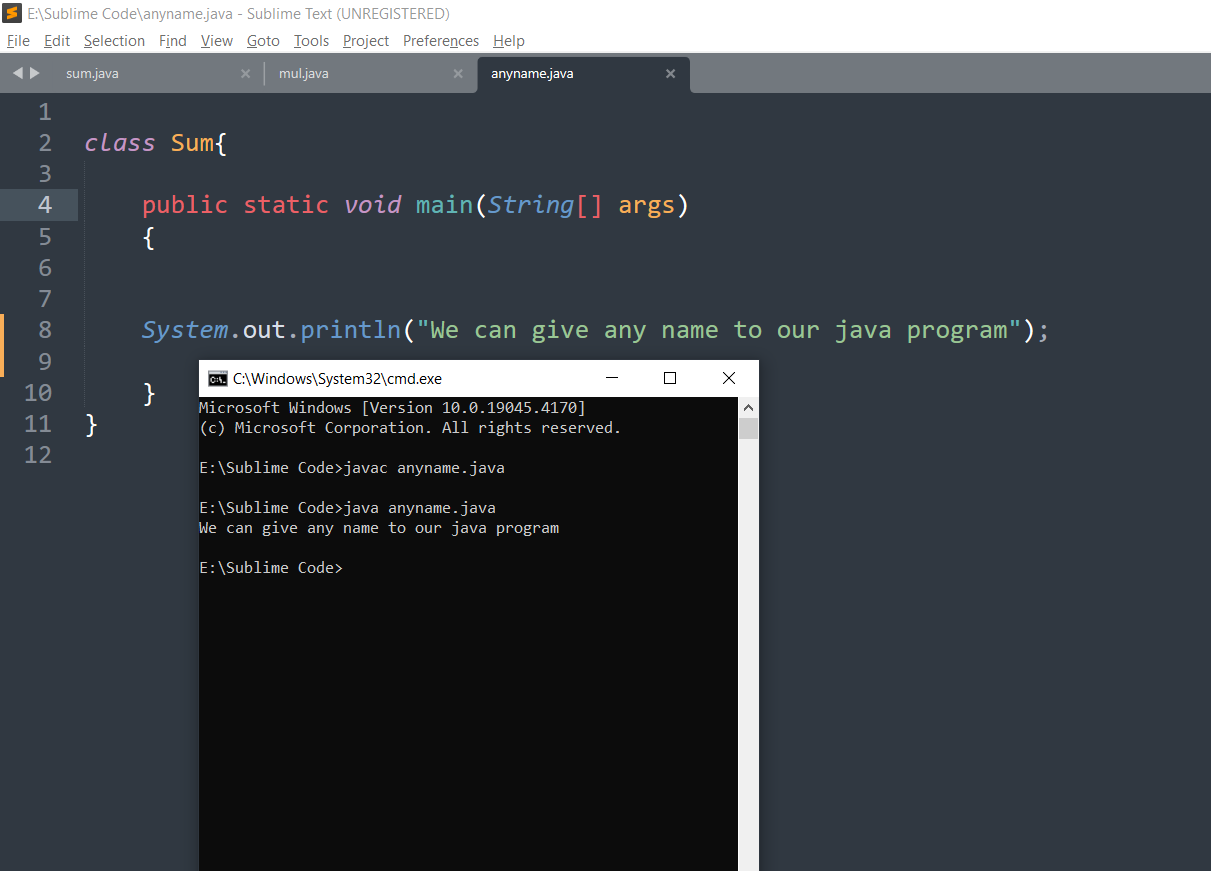 E:\Sublime Code\anyname.java - Sublime Text (UNREGISTERED)
File Edit Selection Find View Goto Tools Project Preferences Help
sum.java mul.java anyname.java
1
2 class Sum{
3
4 public static void main(String[] args)
5 {
6
7
8 System.out.println("We can give any name to our java program");
9
10 }
11 }
12
C:\Windows\System32\cmd.exe
Microsoft Windows [Version 10.0.19045.4170]
(c) Microsoft Corporation. All rights reserved.
E:\Sublime Code>javac anyname.java
E:\Sublime Code>java anyname.java
We can give any name to our java program
E:\Sublime Code>